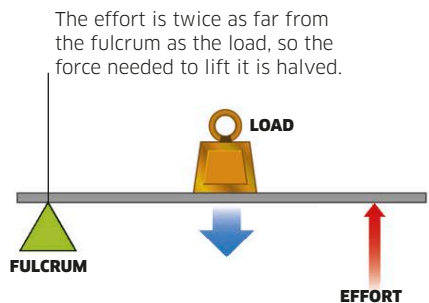 The effort is twice as far from
the fulcrum as the load, so the
force needed to lift it is halved.
LOAD
FULCRUM
EFFORT